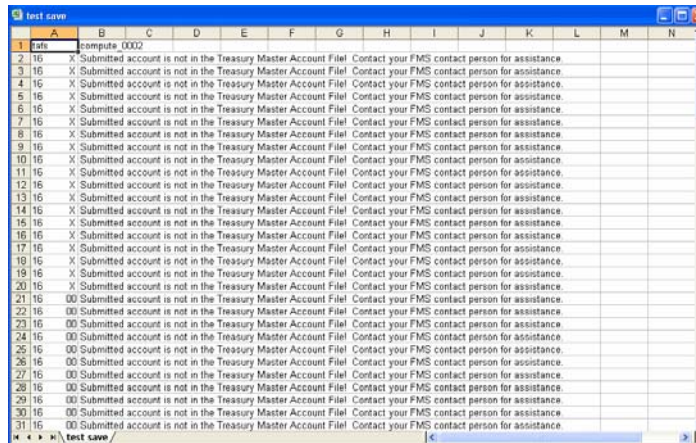 test save
A B C D E F G H I J K L M N
1 tafs compute_0002
2 16 X Submitted account is not in the Treasury Master Account File! Contact your FMS contact person for assistance.
3 16 X Submitted account is not in the Treasury Master Account File! Contact your FMS contact person for assistance.
4 16 X Submitted account is not in the Treasury Master Account File! Contact your FMS contact person for assistance.
5 16 X Submitted account is not in the Treasury Master Account File! Contact your FMS contact person for assistance.
6 16 X Submitted account is not in the Treasury Master Account File! Contact your FMS contact person for assistance.
7 16 X Submitted account is not in the Treasury Master Account File! Contact your FMS contact person for assistance.
8 16 X Submitted account is not in the Treasury Master Account File! Contact your FMS contact person for assistance.
9 16 X Submitted account is not in the Treasury Master Account File! Contact your FMS contact person for assistance.
10 16 X Submitted account is not in the Treasury Master Account File! Contact your FMS contact person for assistance.
11 16 X Submitted account is not in the Treasury Master Account File! Contact your FMS contact person for assistance.
12 16 X Submitted account is not in the Treasury Master Account File! Contact your FMS contact person for assistance.
13 16 X Submitted account is not in the Treasury Master Account File! Contact your FMS contact person for assistance.
14 16 X Submitted account is not in the Treasury Master Account File! Contact your FMS contact person for assistance.
15 16 X Submitted account is not in the Treasury Master Account File! Contact your FMS contact person for assistance.
16 16 X Submitted account is not in the Treasury Master Account File! Contact your FMS contact person for assistance.
17 16 X Submitted account is not in the Treasury Master Account File! Contact your FMS contact person for assistance.
18 16 X Submitted account is not in the Treasury Master Account File! Contact your FMS contact person for assistance.
19 16 X Submitted account is not in the Treasury Master Account File! Contact your FMS contact person for assistance.
20 16 X Submitted account is not in the Treasury Master Account File! Contact your FMS contact person for assistance.
21 16 00 Submitted account is not in the Treasury Master Account File! Contact your FMS contact person for assistance.
22 16 00 Submitted account is not in the Treasury Master Account File! Contact your FMS contact person for assistance.
23 16 00 Submitted account is not in the Treasury Master Account File! Contact your FMS contact person for assistance.
24 16 00 Submitted account is not in the Treasury Master Account File! Contact your FMS contact person for assistance.
25 16 00 Submitted account is not in the Treasury Master Account File! Contact your FMS contact person for assistance.
26 16 00 Submitted account is not in the Treasury Master Account File! Contact your FMS contact person for assistance.
27 16 00 Submitted account is not in the Treasury Master Account File! Contact your FMS contact person for assistance.
28 16 00 Submitted account is not in the Treasury Master Account File! Contact your FMS contact person for assistance.
29 16 00 Submitted account is not in the Treasury Master Account File! Contact your FMS contact person for assistance.
30 16 00 Submitted account is not in the Treasury Master Account File! Contact your FMS contact person for assistance.
31 16 00 Submitted account is not in the Treasury Master Account File! Contact your FMS contact person for assistance.
test save